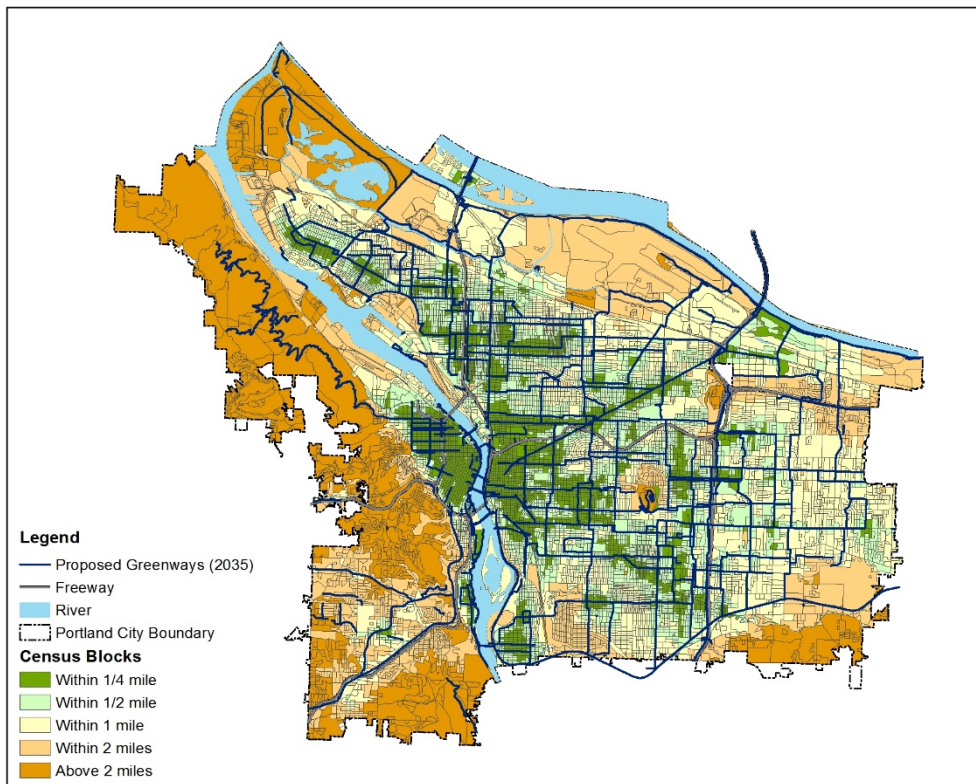 Legend
Proposed Greenways (2035)
Freeway
River
Portland City Boundary
Census Blocks
Within 1/4 mile
Within 1/2 mile
Within 1 mile
Within 2 miles
Above 2 miles